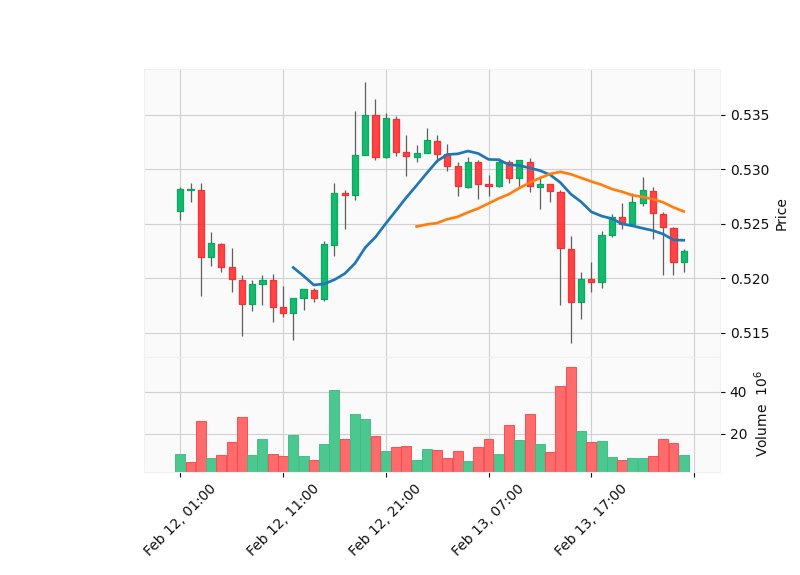 0.535
0.530
0.525
0.520
0.515
Price
40
20
Volume 10^6
Feb 12, 01:00
Feb 12, 11:00
Feb 12, 21:00
Feb 13, 07:00
Feb 13, 17:00